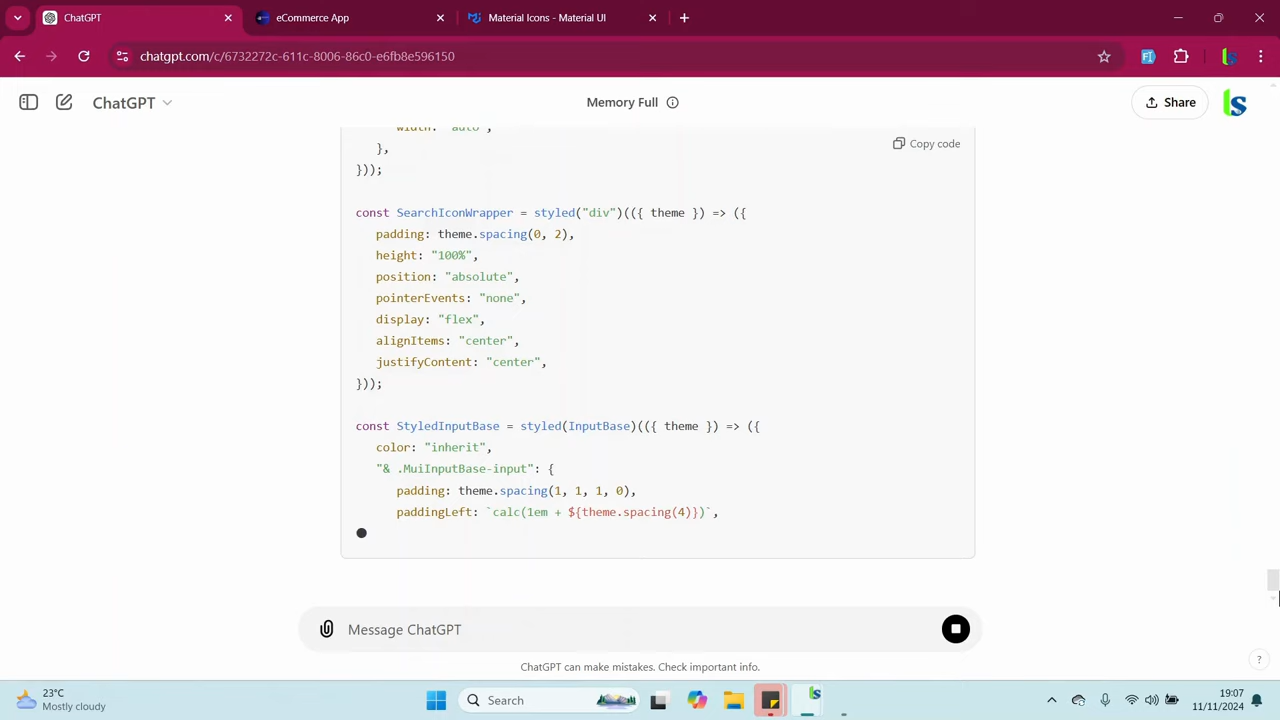 ChatGPT
eCommerce App
Material Icons - Material UI
chatgpt.com/c/6732272c-611c-8006-86c0-e6fb8e596150
ChatGPT
Memory Full
Share
width: "auto",
},
}));
Copy code
const SearchIconWrapper = styled("div")(({ theme }) => ({
padding: theme.spacing(0, 2),
height: "100%",
position: "absolute",
pointerEvents: "none",
display: "flex",
alignItems: "center",
justifyContent: "center",
}));
const StyledInputBase = styled(InputBase)(({ theme }) => ({
color: "inherit",
"& .MuiInputBase-input": {
padding: theme.spacing(1, 1, 1, 0),
paddingLeft: `calc(1em + ${theme.spacing(4)})`,
Message ChatGPT
ChatGPT can make mistakes. Check important info.
?
23°C
Mostly cloudy
Search
19:07
11/11/2024